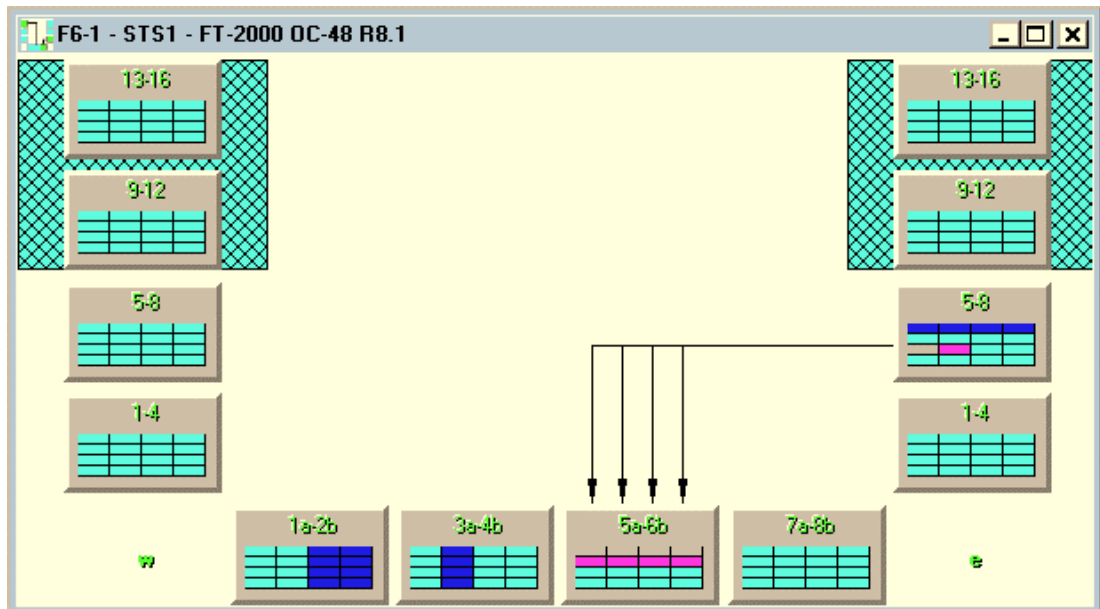 F6-1 - STS1 - FT-2000 OC-48 R8.1
13-16 13-16
9-12 9-12
5-8 5-8
1-4 1-4
1a-2b 3a-4b 5a-6b 7a-8b
w e